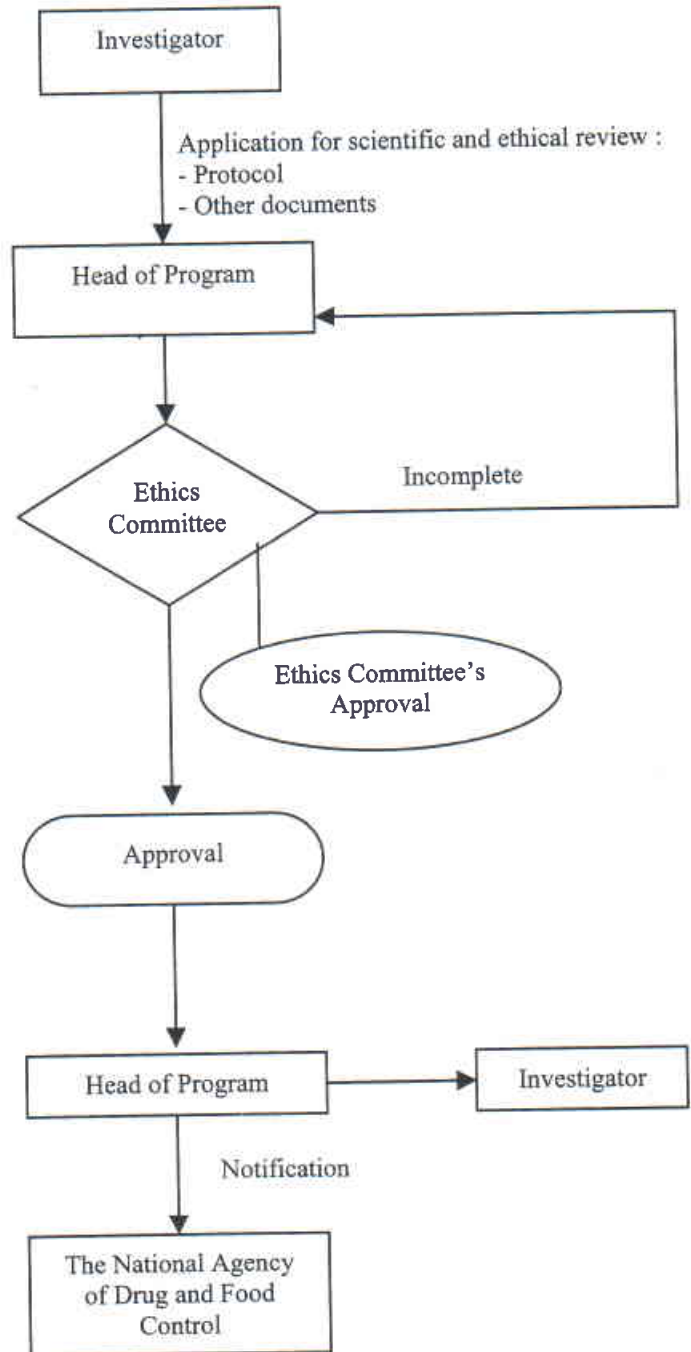 Investigator
Application for scientific and ethical review :
- Protocol
- Other documents
Head of Program
Incomplete
Ethics
Committee
Ethics Committee's
Approval
Approval
Head of Program
Investigator
Notification
The National Agency
of Drug and Food
Control